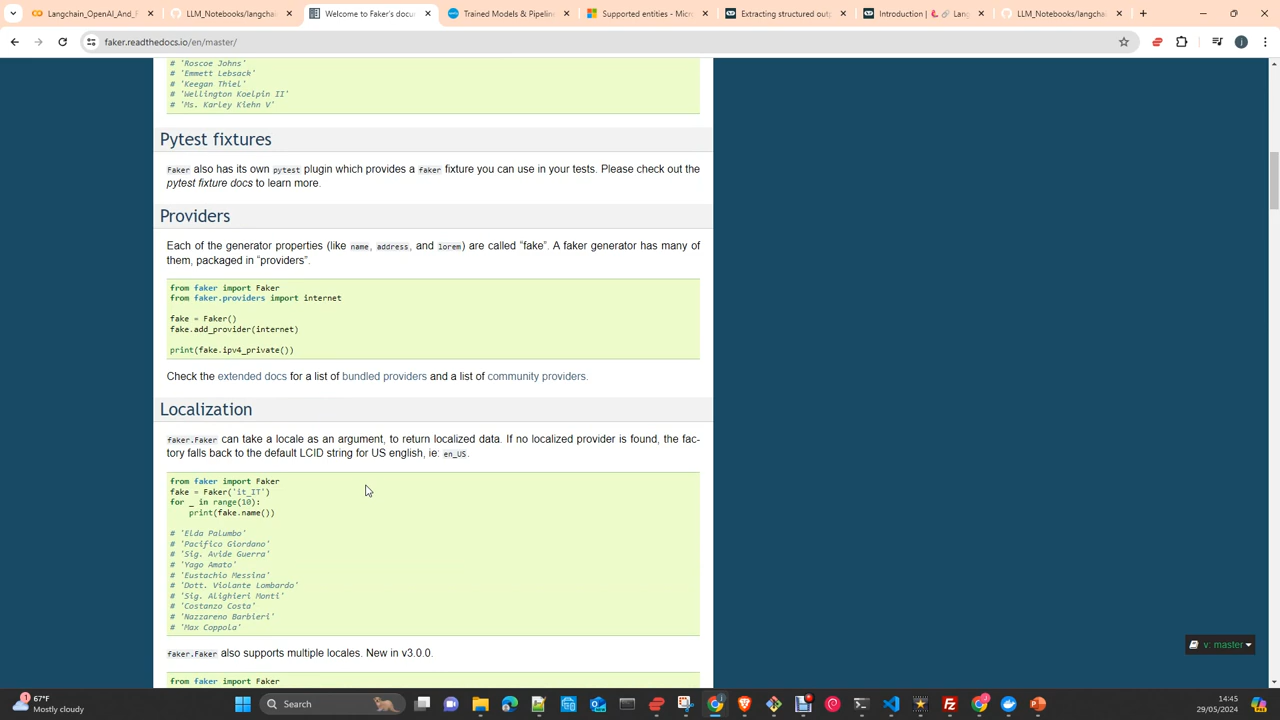 Langchain_OpenAI_And_F
LLM_Notebooks/langchain
Welcome to Faker's docu
Trained Models & Pipeline
Supported entities - Micro
Extracting structured outp
Introduction | 🦜️🔗 Lang
LLM_Notebooks/langchain
faker.readthedocs.io/en/master/
# 'Roscoe Johns'
# 'Emmett Lebsack'
# 'Keegan Thiel'
# 'Wellington Koelpin II'
# 'Ms. Karley Kiehn V'
Pytest fixtures
Faker also has its own pytest plugin which provides a faker fixture you can use in your tests. Please check out the
pytest fixture docs to learn more.
Providers
Each of the generator properties (like name, address, and lorem) are called “fake”. A faker generator has many of
them, packaged in “providers”.
from faker import Faker
from faker.providers import internet
fake = Faker()
fake.add_provider(internet)
print(fake.ipv4_private())
Check the extended docs for a list of bundled providers and a list of community providers.
Localization
faker.Faker can take a locale as an argument, to return localized data. If no localized provider is found, the fac-
tory falls back to the default LCID string for US english, ie: en_US.
from faker import Faker
fake = Faker('it_IT')
for _ in range(10):
    print(fake.name())
# 'Elda Palumbo'
# 'Pacifico Giordano'
# 'Sig. Avide Guerra'
# 'Yago Amato'
# 'Eustachio Messina'
# 'Dott. Violante Lombardo'
# 'Sig. Alighieri Monti'
# 'Costanzo Costa'
# 'Nazzareno Barbieri'
# 'Max Coppola'
faker.Faker also supports multiple locales. New in v3.0.0.
from faker import Faker
v: master
1
67°F
Mostly cloudy
Search
14:45
29/05/2024